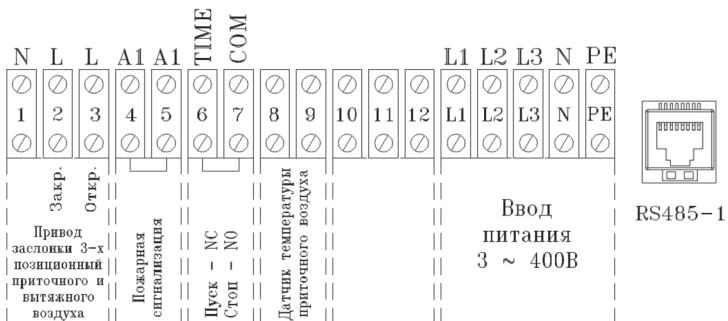 N L L A1 A1 TIME COM L1 L2 L3 N PE
1 2 3 4 5 6 7 8 9 10 11 12 L1 L2 L3 N PE
Закр.
Откр.
Привод
заслонки 3-х
позиционный
приточного и
вытяжного
воздуха
Пожарная
сигнализация
Пуск - NC
Стоп - NO
Датчик температуры
приточного воздуха
Ввод
питания
3 ~ 400В
RS485-1